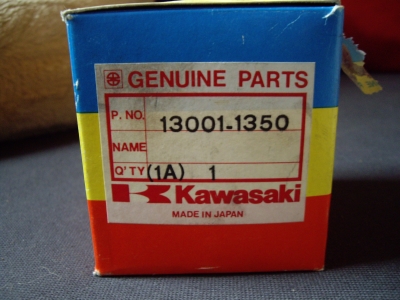 GENUINE PARTS
P. NO. 13001-1350
NAME
Q'TY (1A) 1
Kawasaki
MADE IN JAPAN